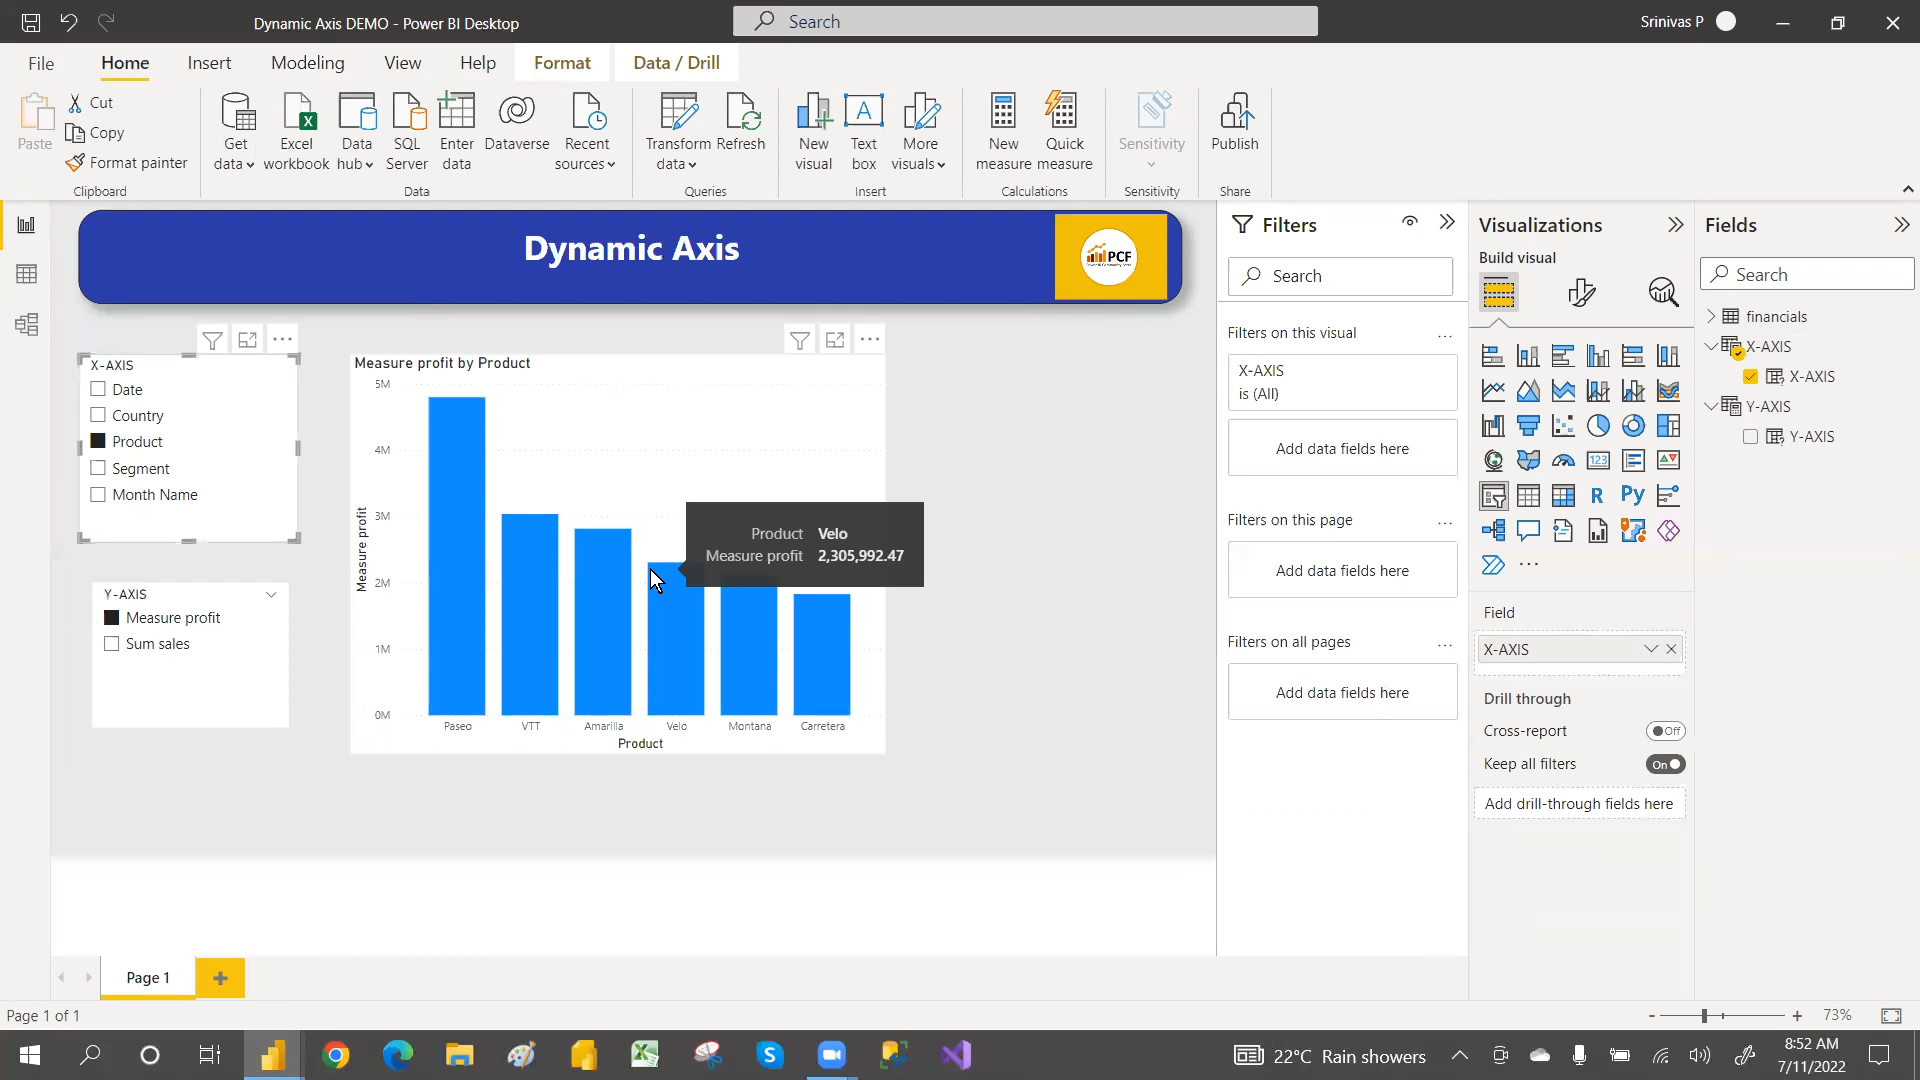 Dynamic Axis DEMO - Power BI Desktop
Search
Srinivas P
File
Home
Insert
Modeling
View
Help
Format
Data / Drill
Paste
Cut
Copy
Format painter
Clipboard
Get data
Excel workbook
Data hub
SQL Server
Enter data
Dataverse
Recent sources
Data
Transform data
Refresh
Queries
New visual
Text box
More visuals
Insert
New measure
Quick measure
Calculations
Sensitivity
Sensitivity
Publish
Share
Dynamic Axis
PCF
X-AXIS
Date
Country
Product
Segment
Month Name
Y-AXIS
Measure profit
Sum sales
Measure profit by Product
5M
4M
3M
2M
1M
0M
Measure profit
Product Velo
Measure profit 2,305,992.47
Paseo
VTT
Amarilla
Velo
Montana
Carretera
Product
Filters
Search
Filters on this visual
X-AXIS
is (All)
Add data fields here
Filters on this page
Add data fields here
Filters on all pages
Add data fields here
Visualizations
Build visual
123
R
Py
Field
X-AXIS
Drill through
Cross-report
Off
Keep all filters
On
Add drill-through fields here
Fields
Search
financials
X-AXIS
X-AXIS
Y-AXIS
Y-AXIS
Page 1
Page 1 of 1
73%
22°C Rain showers
8:52 AM
7/11/2022